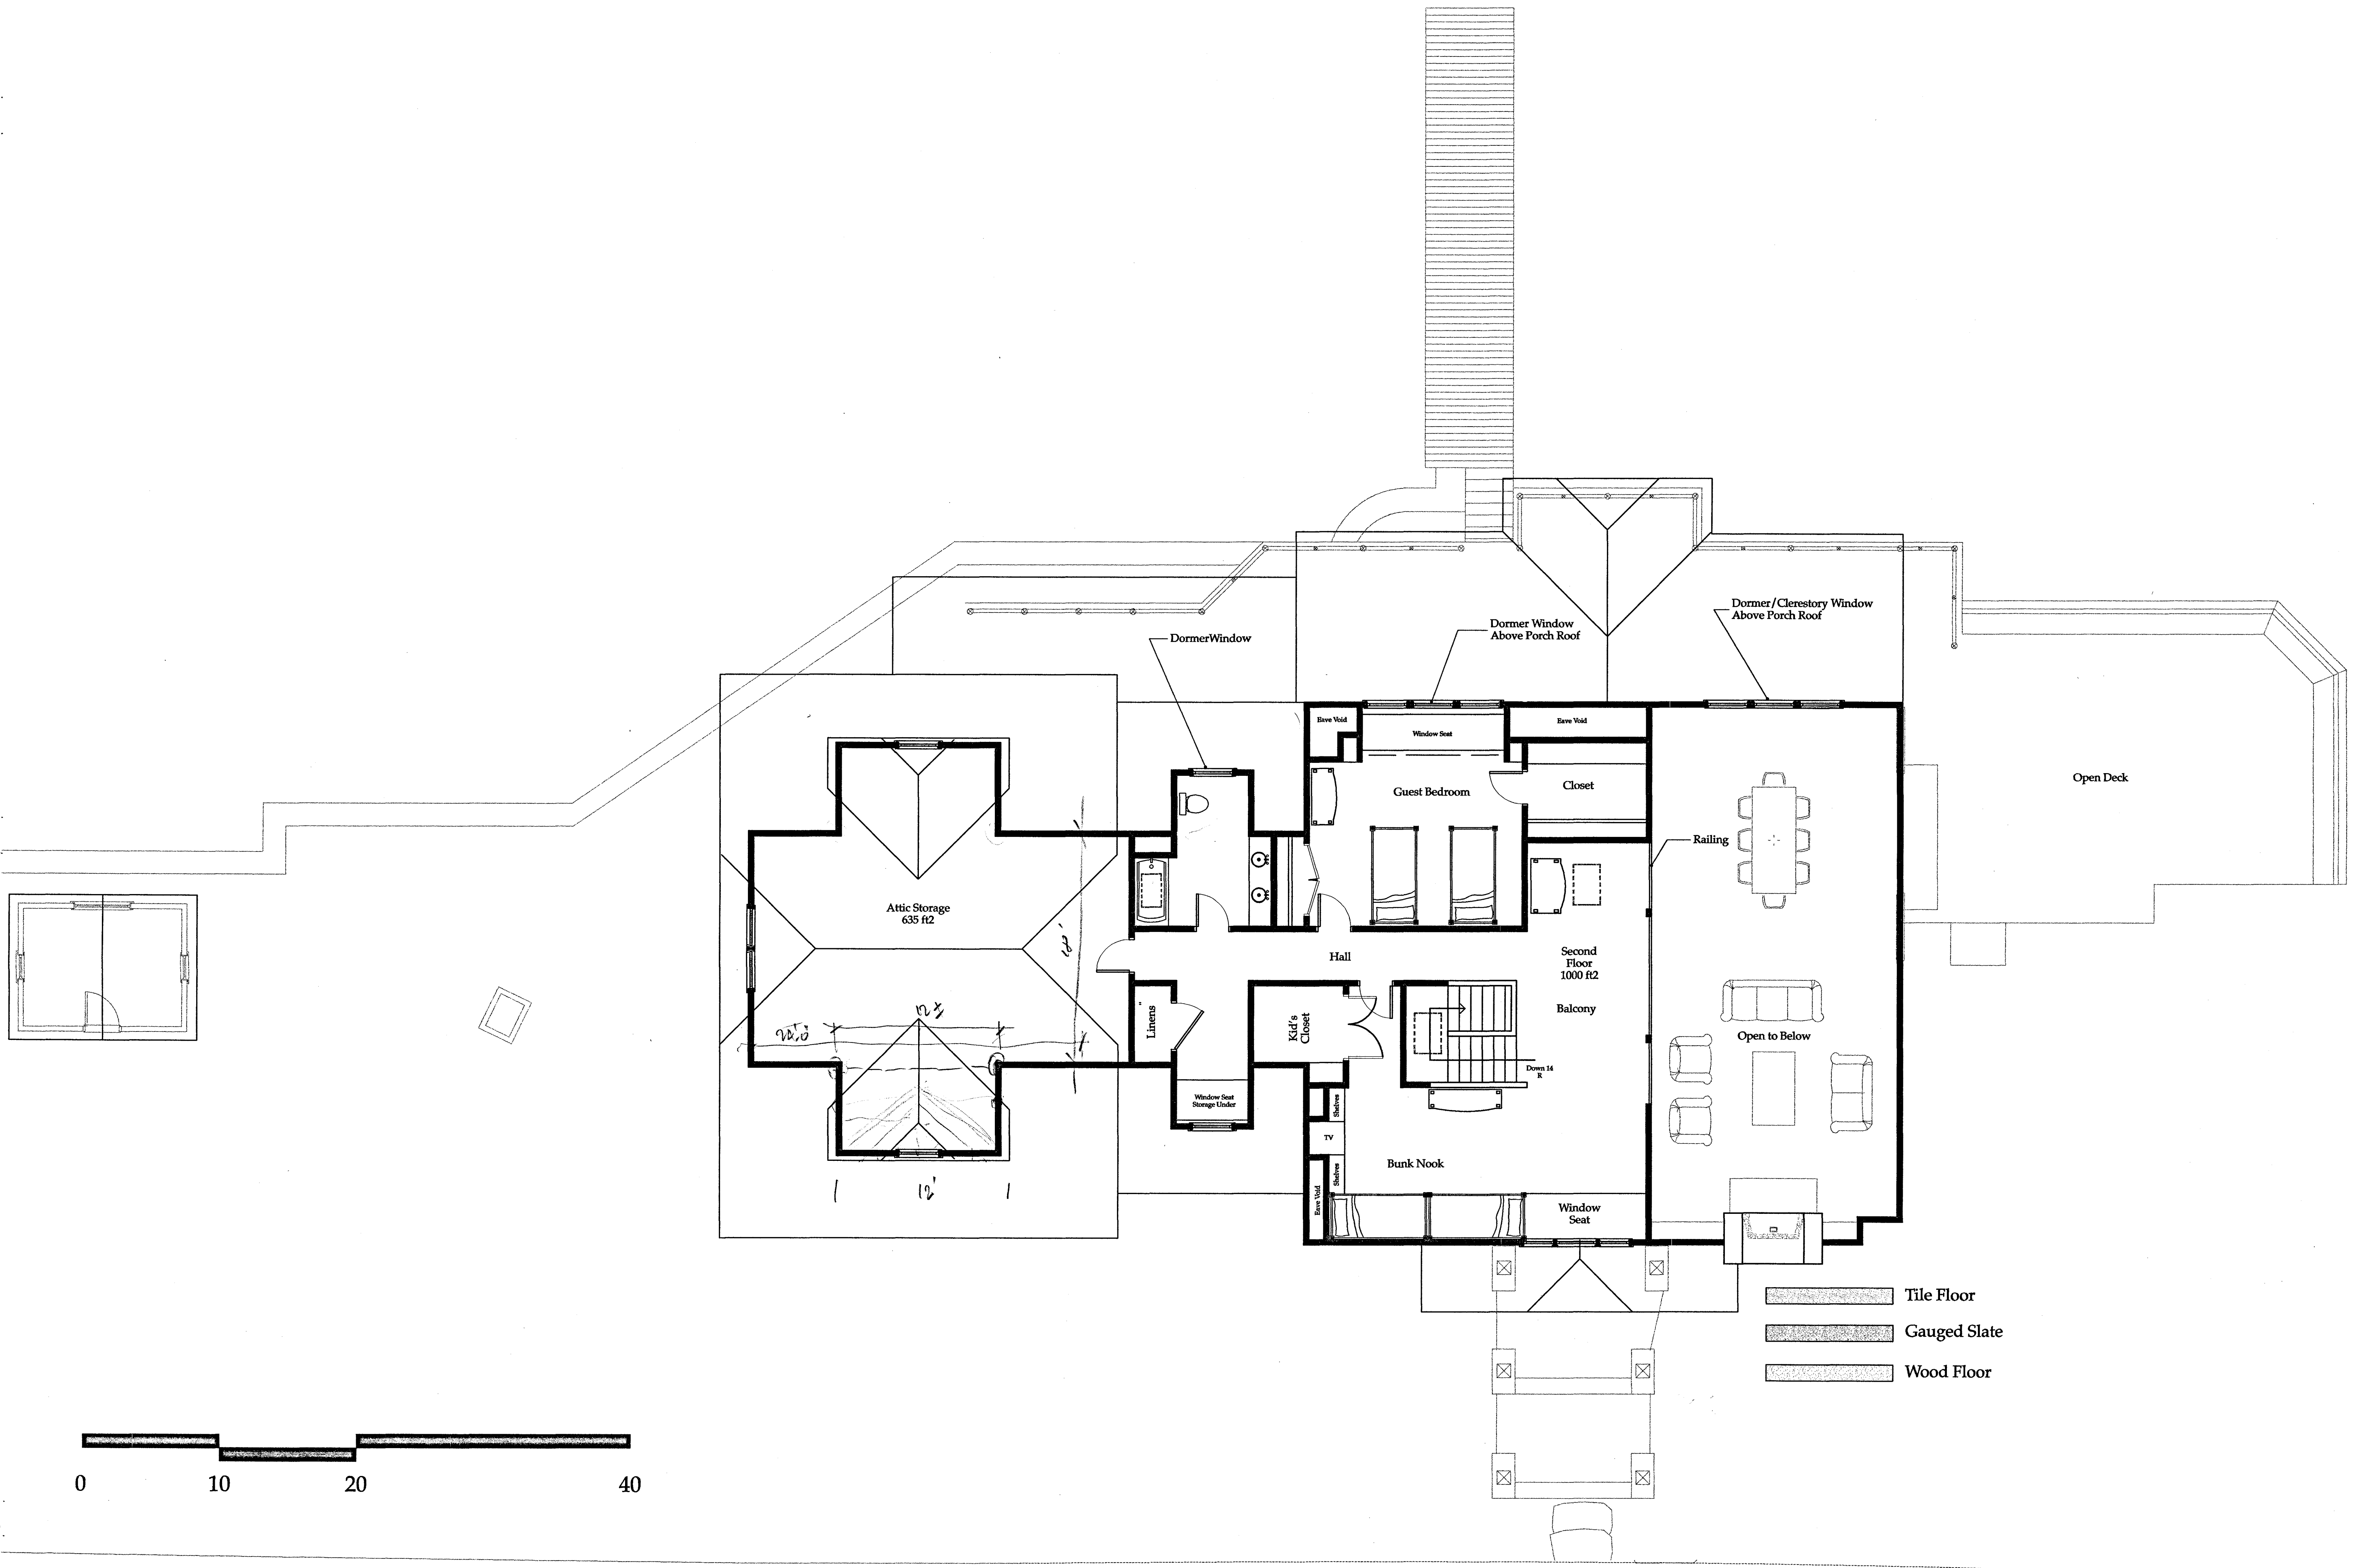 Dormer/Clerestory Window
Above Porch Roof
Dormer Window
Above Porch Roof
DormerWindow
Eave Void
Eave Void
Window Seat
Open Deck
Closet
Guest Bedroom
Railing
Attic Storage
635 ft2
18'
Hall
Second
Floor
1000 ft2
Balcony
12'±
Linens
Kid's
Closet
Open to Below
Down 14
R
Window Seat
Storage Under
Shelves
TV
Bunk Nook
Shelves
12'
Eave Void
Window
Seat
Tile Floor
Gauged Slate
Wood Floor
0 10 20 40